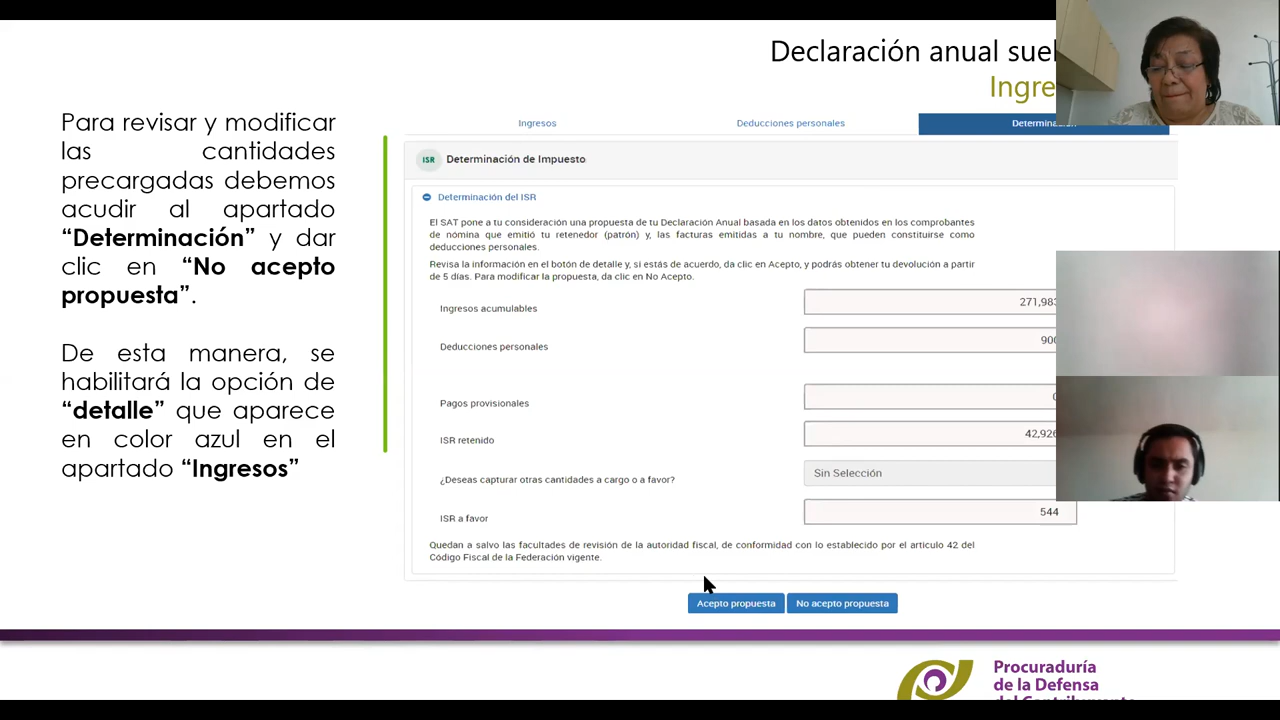 Declaración anual
Para revisar y modificar
las cantidades
precargadas debemos
acudir al apartado
“Determinación” y dar
clic en “No acepto
propuesta”.
De esta manera, se
habilitará la opción de
“detalle” que aparece
en color azul en el
apartado “Ingresos”
Ingresos Deducciones personales
ISR Determinación de Impuesto
Determinación del ISR
El SAT pone a tu consideración una propuesta de tu Declaración Anual basada en los datos obtenidos en los comprobantes
de nómina que emitió tu retenedor (patrón) y, las facturas emitidas a tu nombre, que pueden constituirse como
deducciones personales.
Revisa la información en el botón de detalle y, si estás de acuerdo, da clic en Acepto, y podrás obtener tu devolución a partir
de 5 días. Para modificar la propuesta, da clic en No Acepto.
Ingresos acumulables 271,983
Deducciones personales 900
Pagos provisionales
ISR retenido 42,926
¿Deseas capturar otras cantidades a cargo o a favor? Sin Selección
ISR a favor 544
Quedan a salvo las facultades de revisión de la autoridad fiscal, de conformidad con lo establecido por el articulo 42 del
Código Fiscal de la Federación vigente.
Acepto propuesta No acepto propuesta
Procuraduría
de la Defensa
del Contribuyente